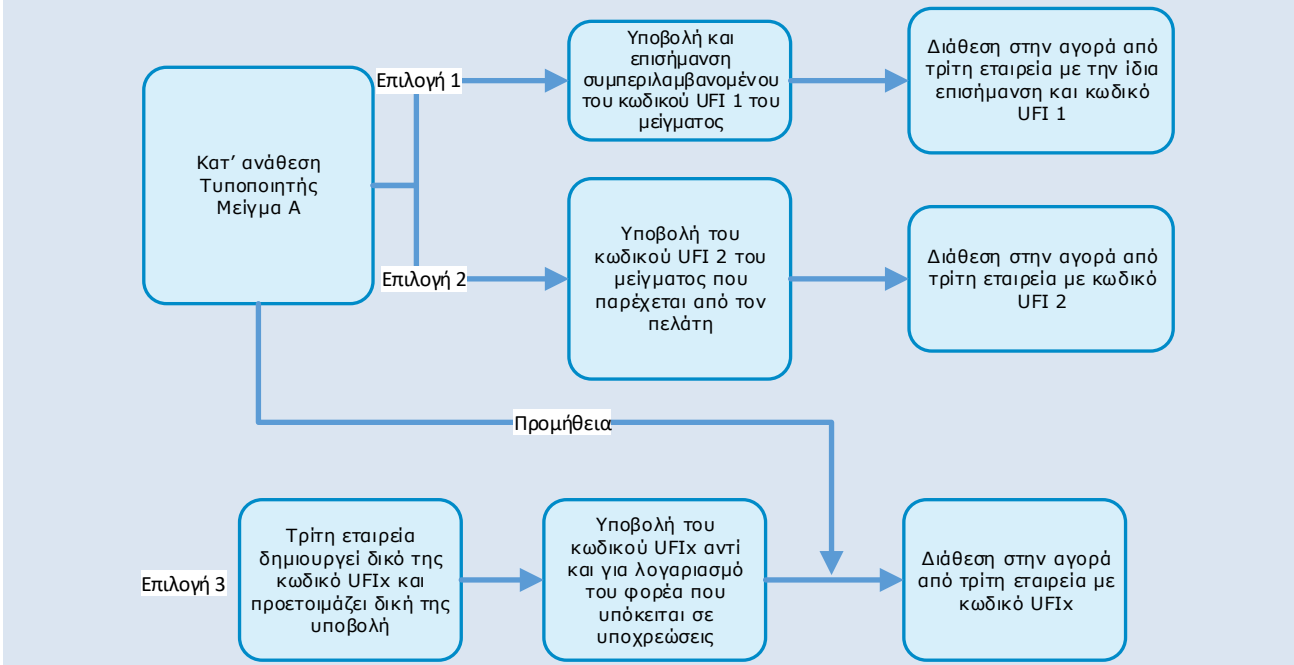 Κατ’ ανάθεση
Τυποποιητής
Μείγμα Α
Επιλογή 1
Υποβολή και
επισήμανση
συμπεριλαμβανομένου
του κωδικού UFI 1 του
μείγματος
Διάθεση στην αγορά από
τρίτη εταιρεία με την ίδια
επισήμανση και κωδικό
UFI 1
Επιλογή 2
Υποβολή του
κωδικού UFI 2 του
μείγματος που
παρέχεται από τον
πελάτη
Διάθεση στην αγορά από
τρίτη εταιρεία με κωδικό
UFI 2
Προμήθεια
Επιλογή 3
Τρίτη εταιρεία
δημιουργεί δικό της
κωδικό UFIx και
προετοιμάζει δική της
υποβολή
Υποβολή του
κωδικού UFIx αντί
και για λογαριασμό
του φορέα που
υπόκειται σε
υποχρεώσεις
Διάθεση στην αγορά
από τρίτη εταιρεία με
κωδικό UFIx